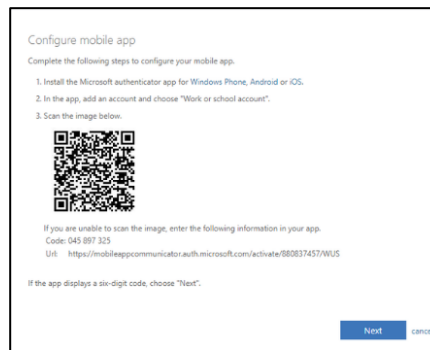 Configure mobile app
Complete the following steps to configure your mobile app.
1. Install the Microsoft authenticator app for Windows Phone, Android or iOS.
2. In the app, add an account and choose "Work or school account".
3. Scan the image below.
If you are unable to scan the image, enter the following information in your app.
Code: 045 897 325
Url: https://mobileappcommunicator.auth.microsoft.com/activate/880837457/WUS
If the app displays a six-digit code, choose "Next".
Next cance